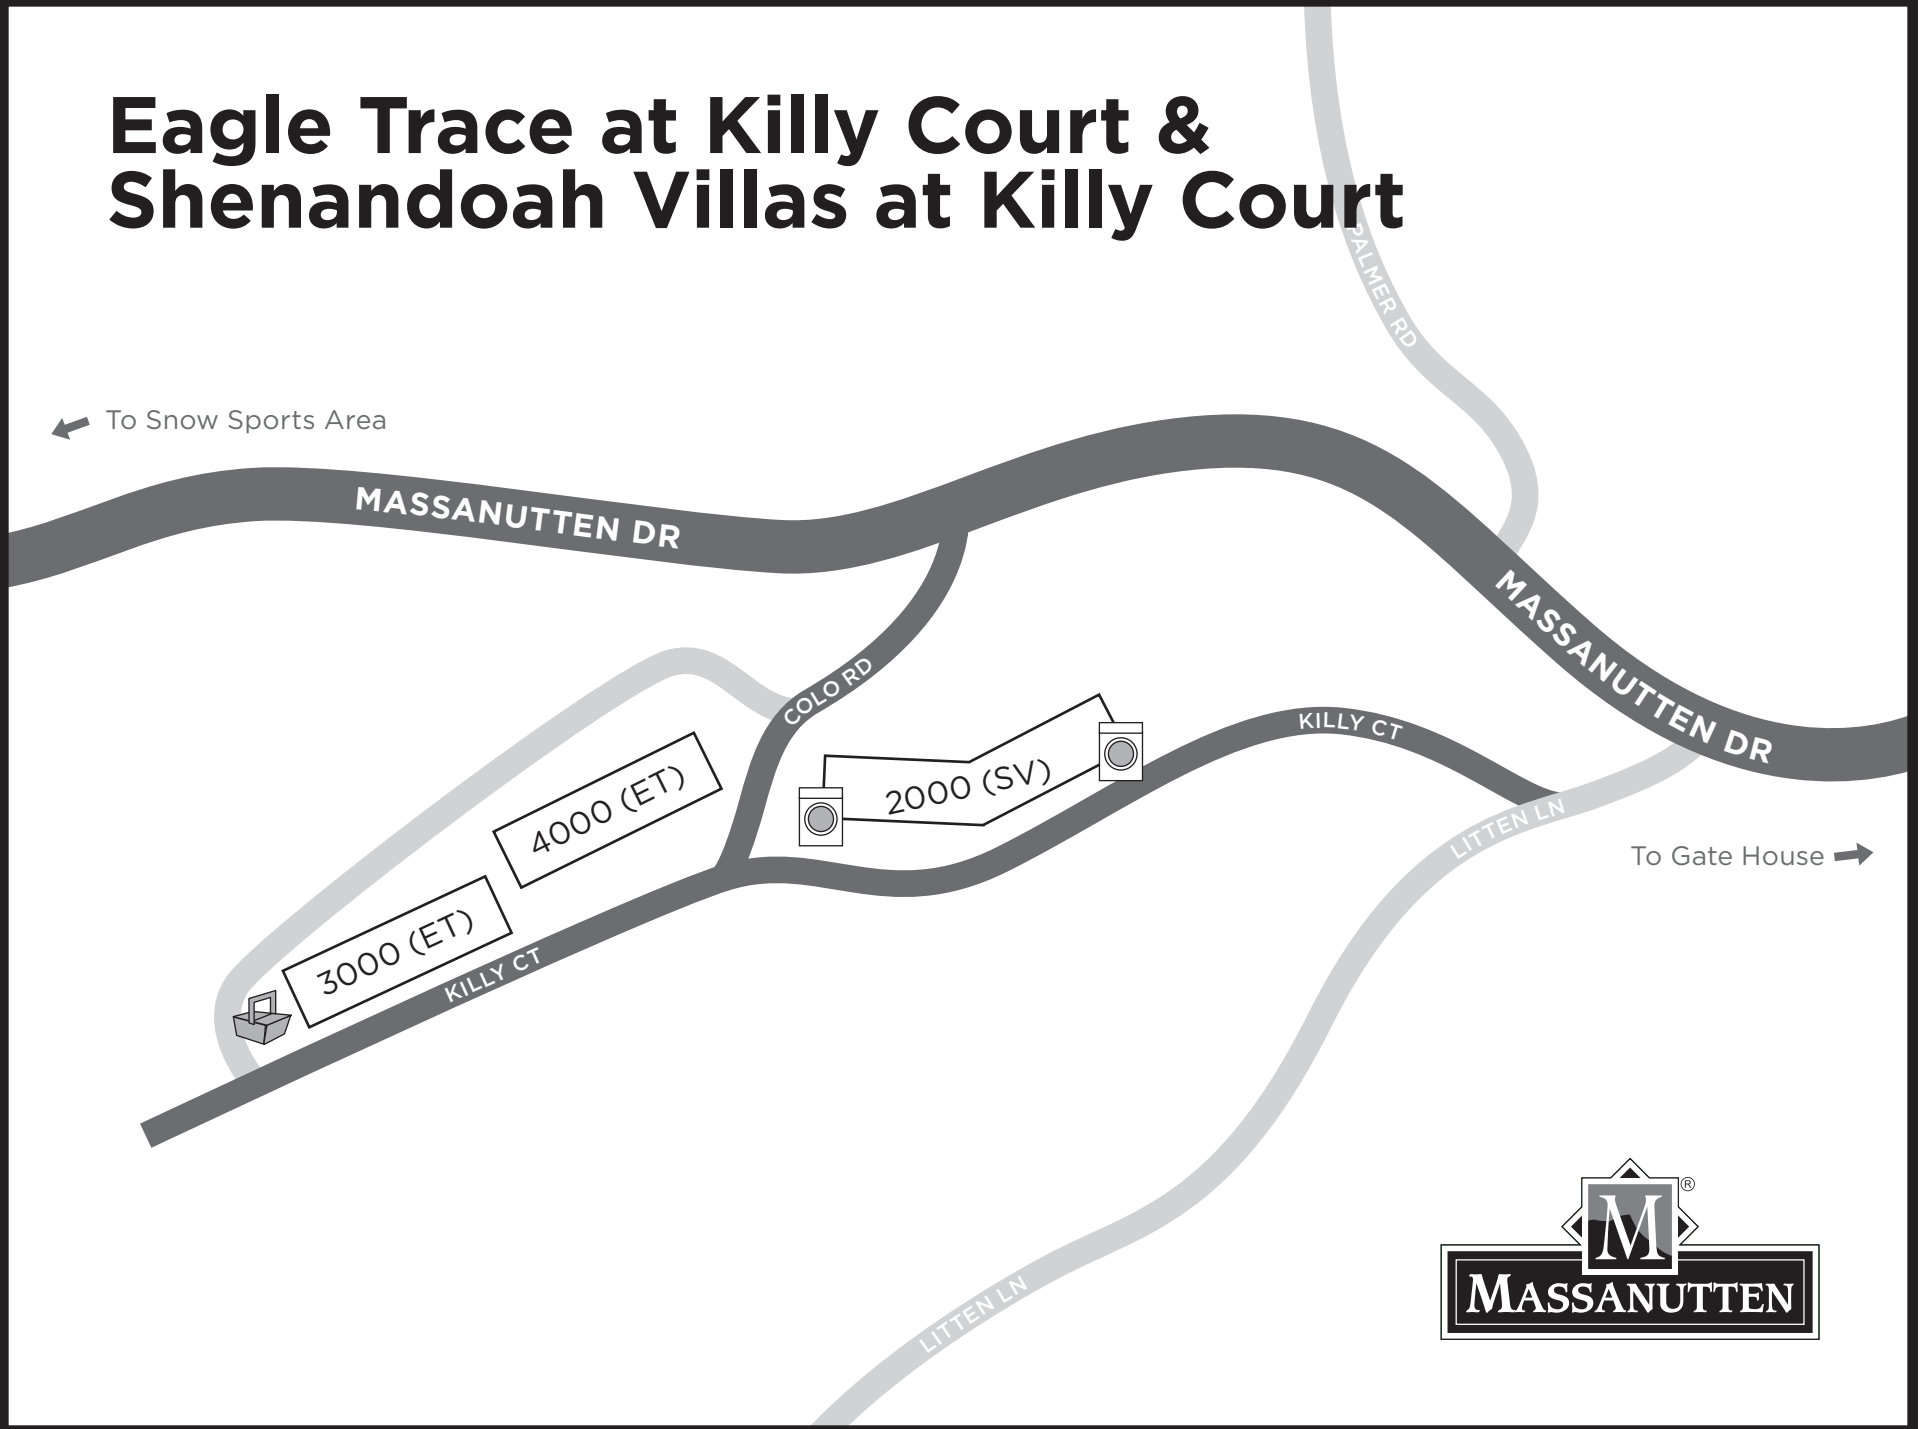 Eagle Trace at Killy Court &
Shenandoah Villas at Killy Court
PALMER RD
To Snow Sports Area
MASSANUTTEN DR
MASSANUTTEN DR
COLO RD
KILLY CT
4000 (ET)
2000 (SV)
LITTEN LN
To Gate House
3000 (ET)
KILLY CT
LITTEN LN
M®
MASSANUTTEN